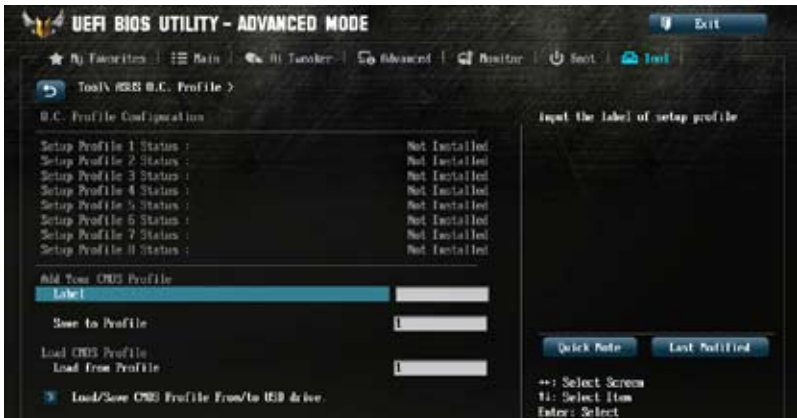 UEFI BIOS UTILITY – ADVANCED MODE
Exit
My Favorites
Main
Ai Tweaker
Advanced
Monitor
Boot
Tool
Tool\ ASUS O.C. Profile >
O.C. Profile Configuration
Input the label of setup profile
Setup Profile 1 Status : Not Installed
Setup Profile 2 Status : Not Installed
Setup Profile 3 Status : Not Installed
Setup Profile 4 Status : Not Installed
Setup Profile 5 Status : Not Installed
Setup Profile 6 Status : Not Installed
Setup Profile 7 Status : Not Installed
Setup Profile 8 Status : Not Installed
Add Your CMOS Profile
Label
Save to Profile 1
Load CMOS Profile
Load from Profile 1
> Load/Save CMOS Profile From/to USB drive.
Quick Note
Last Modified
→←: Select Screen
↑↓: Select Item
Enter: Select